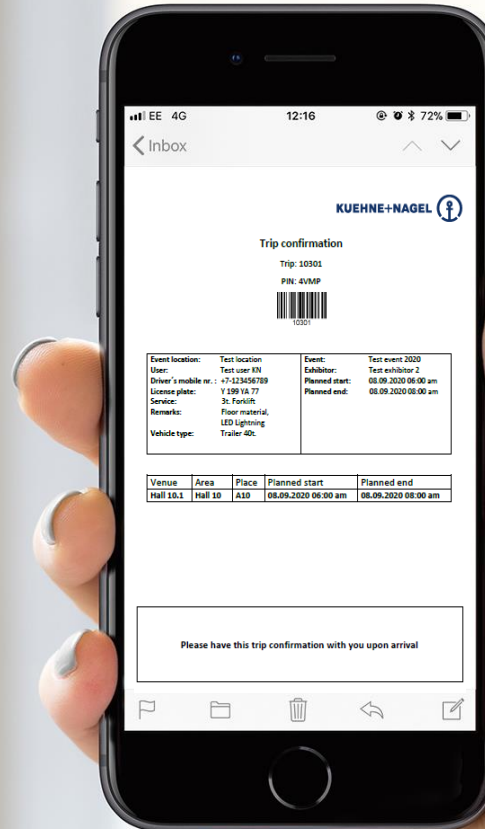 EE 4G 12:16 72%
Inbox
KUEHNE+NAGEL
Trip confirmation
Trip: 10301
PIN: 4VMP
10301
Event location: Test location Event: Test event 2020
User: Test user KN Exhibitor: Test exhibitor 2
Driver's mobile nr. : +7-123456789 Planned start: 08.09.2020 06:00 am
License plate: Y 199 YA 77 Planned end: 08.09.2020 08:00 am
Service: 3t. Forklift
Remarks: Floor material,
LED Lightning
Vehicle type: Trailer 40t.
Venue Area Place Planned start Planned end
Hall 10.1 Hall 10 A10 08.09.2020 06:00 am 08.09.2020 08:00 am
Please have this trip confirmation with you upon arrival